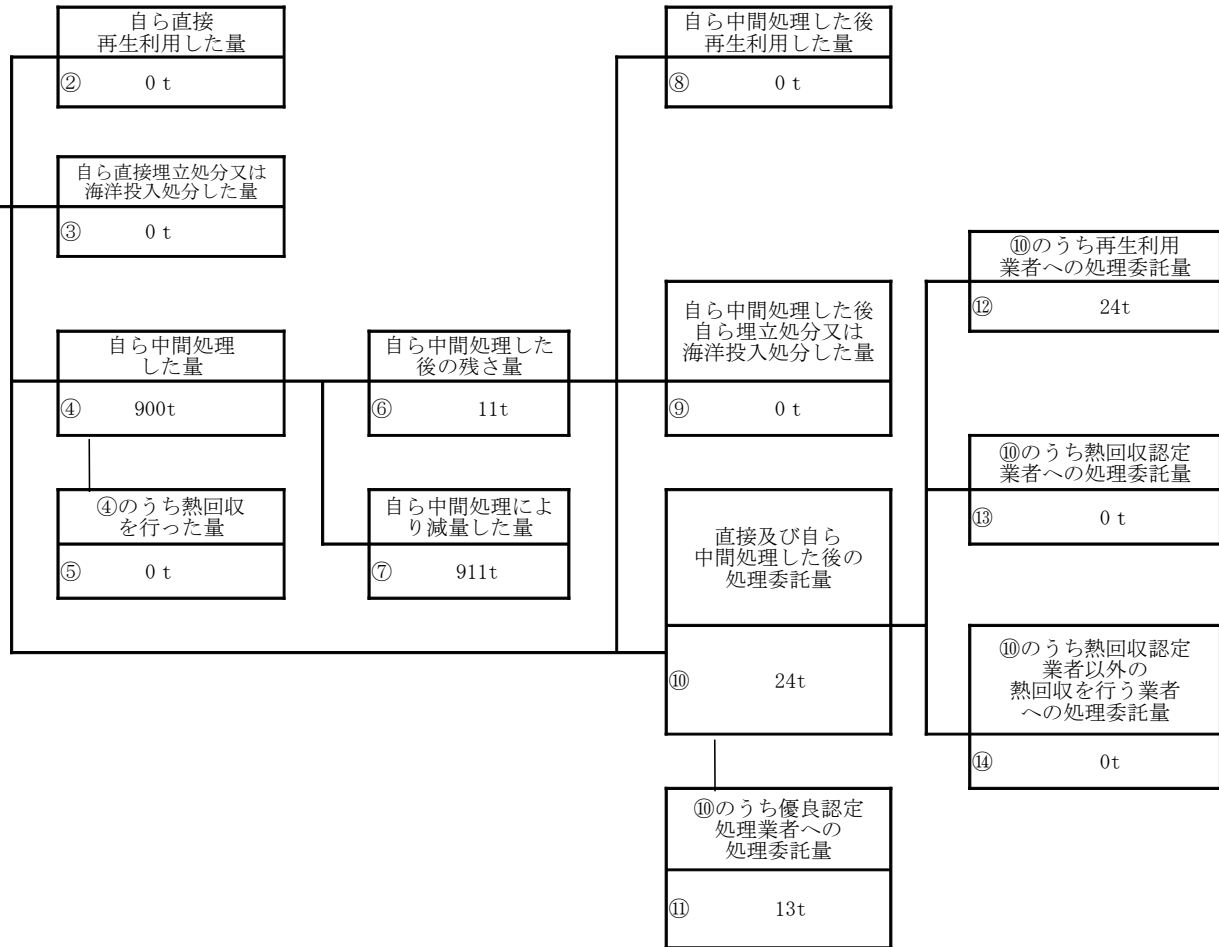 自ら直接
再生利用した量
② 0 t
自ら直接埋立処分又は
海洋投入処分した量
③ 0 t
自ら中間処理
した量
④ 900t
④のうち熱回収
を行った量
⑤ 0 t
自ら中間処理した
後の残さ量
⑥ 11t
自ら中間処理によ
り減量した量
⑦ 911t
自ら中間処理した後
再生利用した量
⑧ 0 t
自ら中間処理した後
自ら埋立処分又は
海洋投入処分した量
⑨ 0 t
直接及び自ら
中間処理した後の
処理委託量
⑩ 24t
⑩のうち優良認定
処理業者への
処理委託量
⑪ 13t
⑩のうち再生利用
業者への処理委託量
⑫ 24t
⑩のうち熱回収認定
業者への処理委託量
⑬ 0 t
⑩のうち熱回収認定
業者以外の
熱回収を行う業者
への処理委託量
⑭ 0t